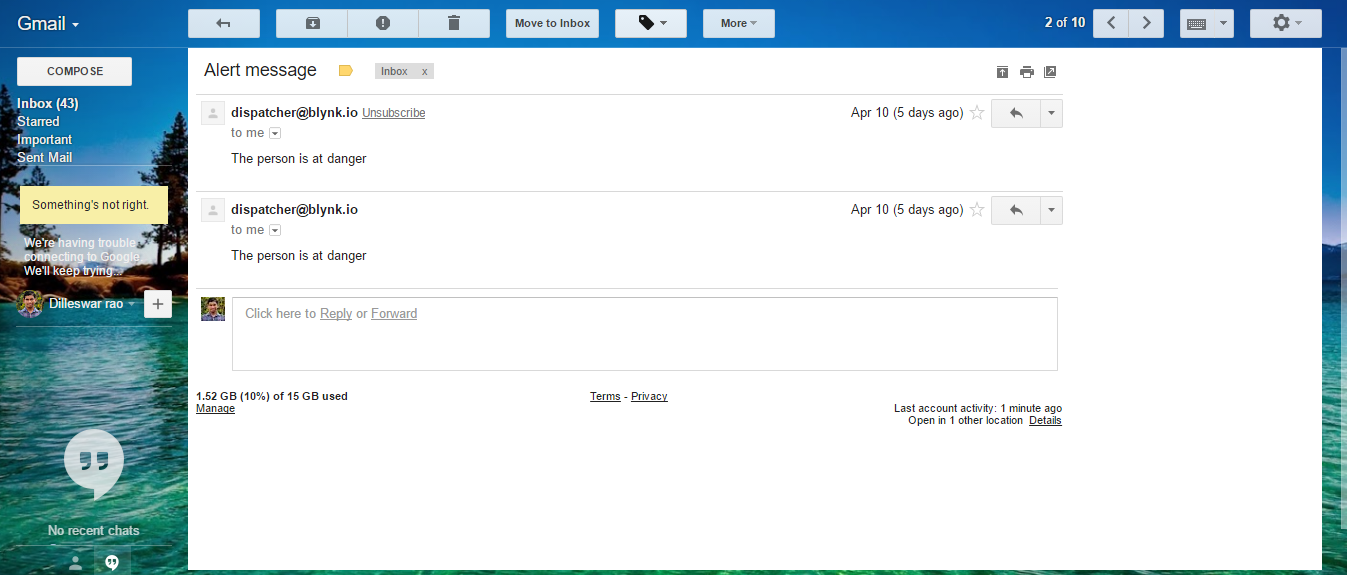 Gmail
Move to Inbox
More
2 of 10
COMPOSE
Inbox (43)
Starred
Important
Sent Mail
Something's not right.
We're having trouble
connecting to Google.
We'll keep trying...
Dilleswar rao
+
No recent chats
Alert message
Inbox x
dispatcher@blynk.io Unsubscribe
Apr 10 (5 days ago)
to me
The person is at danger
dispatcher@blynk.io
Apr 10 (5 days ago)
to me
The person is at danger
Click here to Reply or Forward
1.52 GB (10%) of 15 GB used
Manage
Terms - Privacy
Last account activity: 1 minute ago
Open in 1 other location Details